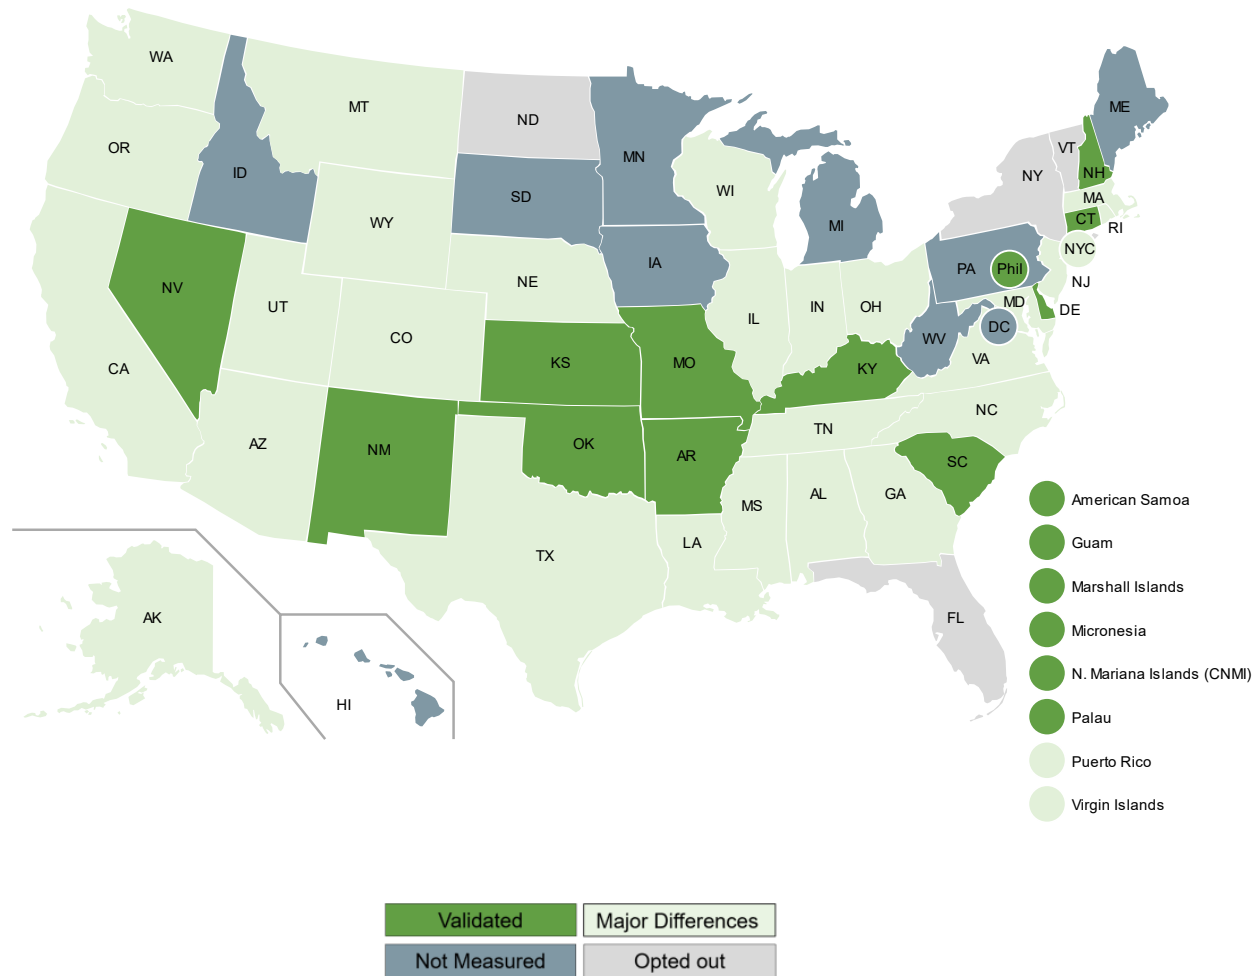 WA
MT
ND
MN
ME
OR
ID
SD
WI
MI
NY
VT
NH
MA
CT
RI
NYC
WY
IA
PA
Phil
NJ
NV
UT
NE
IL
IN
OH
MD
DE
DC
WV
VA
CA
CO
KS
MO
KY
NC
AZ
NM
OK
AR
TN
SC
MS
AL
GA
TX
LA
FL
AK
HI
American Samoa
Guam
Marshall Islands
Micronesia
N. Mariana Islands (CNMI)
Palau
Puerto Rico
Virgin Islands
Validated
Major Differences
Not Measured
Opted out